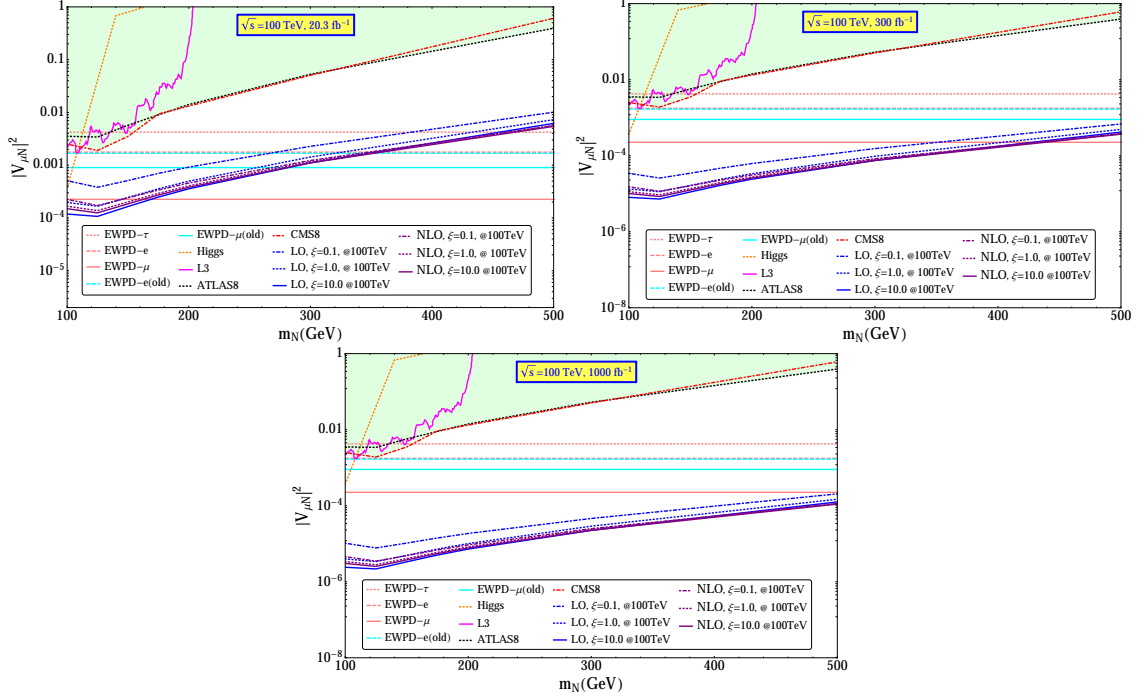 √s =100 TeV, 20.3 fb⁻¹
|V_μN|²
1
0.1
0.01
0.001
10⁻⁴
10⁻⁵
EWPD-τ
EWPD-e
EWPD-μ
EWPD-e(old)
EWPD-μ(old)
Higgs
L3
ATLAS8
CMS8
LO, ξ=0.1, @100TeV
LO, ξ=1.0, @ 100TeV
LO, ξ=10.0 @100TeV
NLO, ξ=0.1, @100TeV
NLO, ξ=1.0, @ 100TeV
NLO, ξ=10.0 @100TeV
100 200 300 400 500
m_N(GeV)
√s =100 TeV, 300 fb⁻¹
|V_μN|²
1
0.01
10⁻⁴
10⁻⁶
10⁻⁸
EWPD-τ
EWPD-e
EWPD-μ
EWPD-e(old)
EWPD-μ(old)
Higgs
L3
ATLAS8
CMS8
LO, ξ=0.1, @100TeV
LO, ξ=1.0, @ 100TeV
LO, ξ=10.0 @100TeV
NLO, ξ=0.1, @100TeV
NLO, ξ=1.0, @ 100TeV
NLO, ξ=10.0 @100TeV
100 200 300 400 500
m_N(GeV)
√s =100 TeV, 1000 fb⁻¹
|V_μN|²
1
0.01
10⁻⁴
10⁻⁶
10⁻⁸
EWPD-τ
EWPD-e
EWPD-μ
EWPD-e(old)
EWPD-μ(old)
Higgs
L3
ATLAS8
CMS8
LO, ξ=0.1, @100TeV
LO, ξ=1.0, @ 100TeV
LO, ξ=10.0 @100TeV
NLO, ξ=0.1, @100TeV
NLO, ξ=1.0, @ 100TeV
NLO, ξ=10.0 @100TeV
100 200 300 400 500
m_N(GeV)